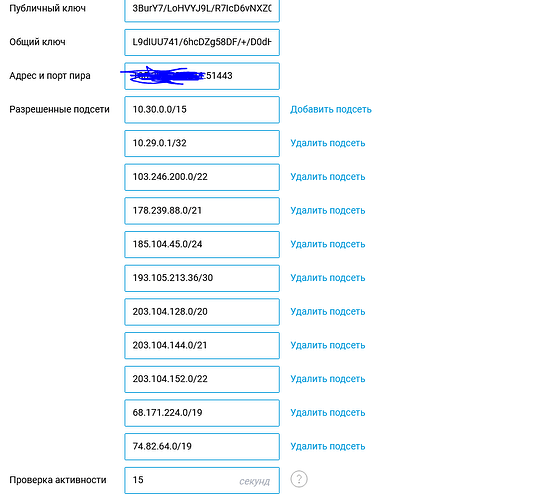 Публичный ключ 3BurY7/LoHVYJ9L/R7IcD6vNXZ
Общий ключ L9dIUU741/6hcDZg58DF/+/D0dH
Адрес и порт пира 51443
Разрешенные подсети 10.30.0.0/15 Добавить подсеть
10.29.0.1/32 Удалить подсеть
103.246.200.0/22 Удалить подсеть
178.239.88.0/21 Удалить подсеть
185.104.45.0/24 Удалить подсеть
193.105.213.36/30 Удалить подсеть
203.104.128.0/20 Удалить подсеть
203.104.144.0/21 Удалить подсеть
203.104.152.0/22 Удалить подсеть
68.171.224.0/19 Удалить подсеть
74.82.64.0/19 Удалить подсеть
Проверка активности 15 секунд ?